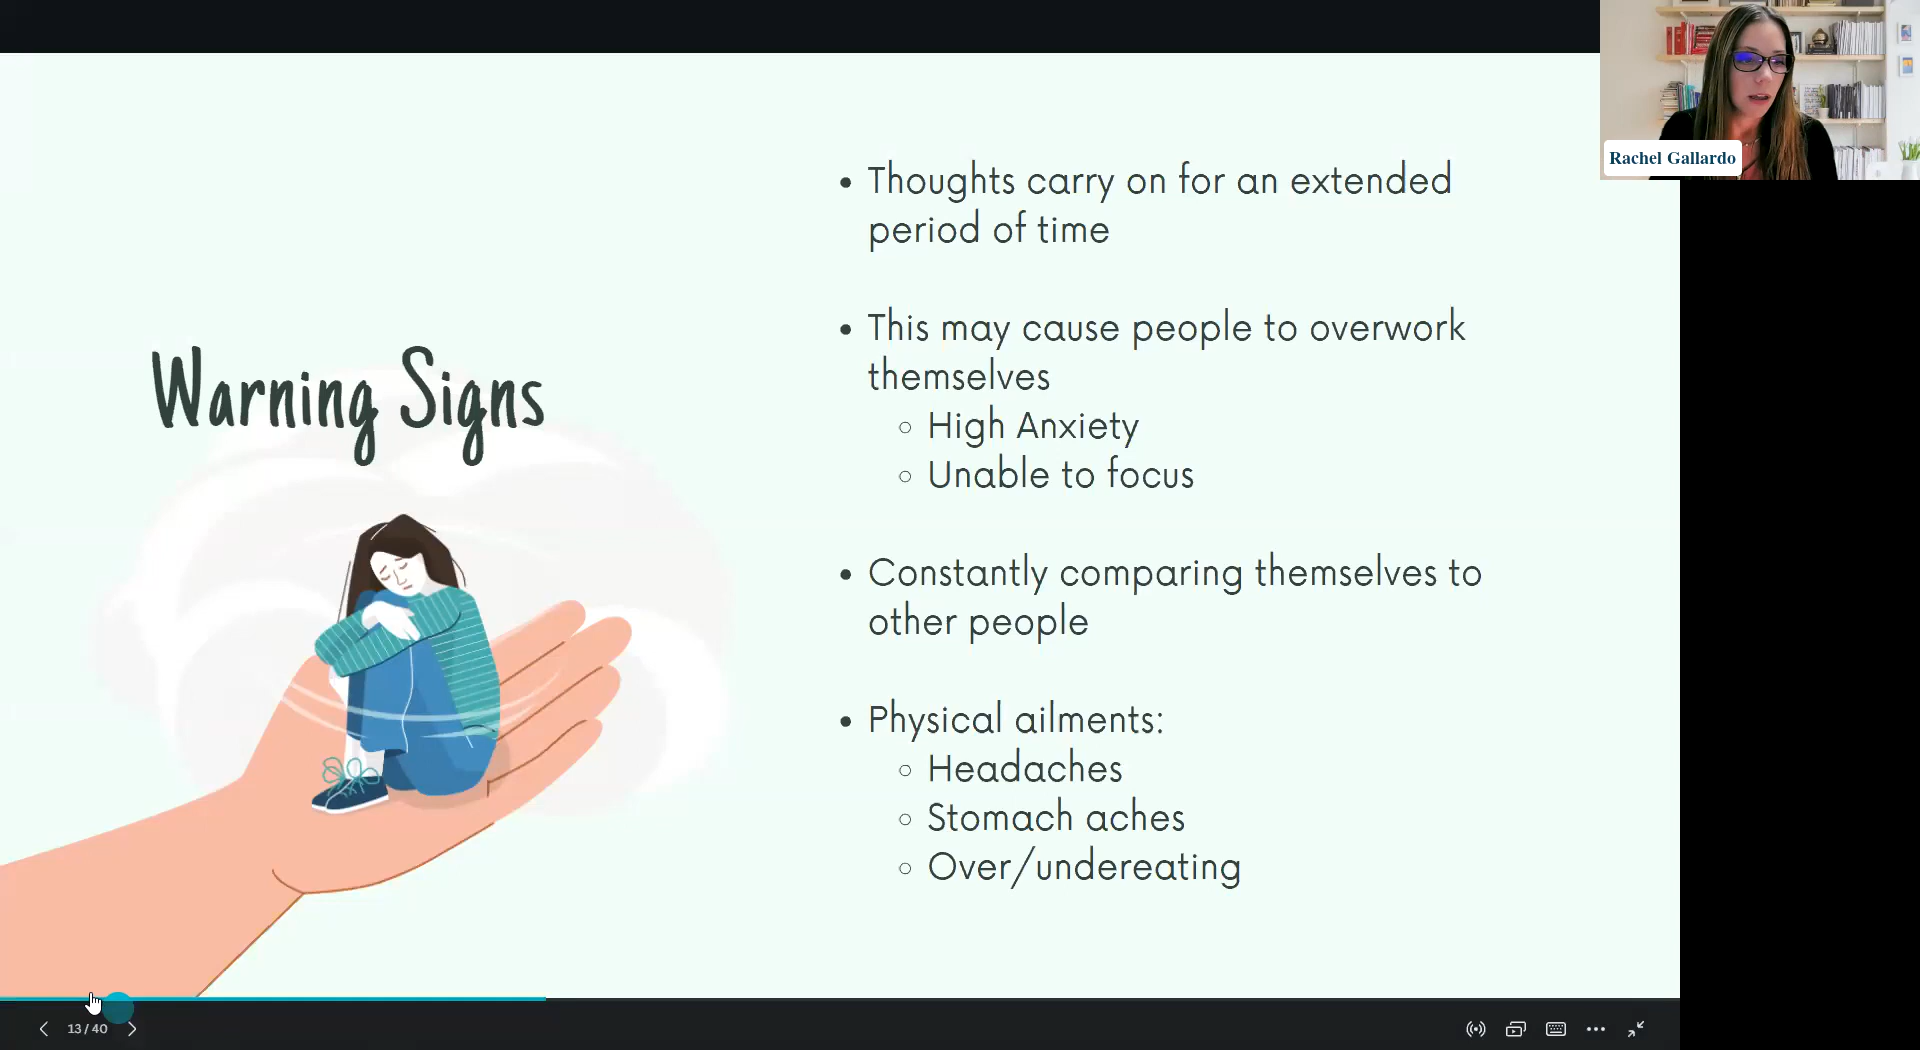 Rachel Gallardo
Warning Signs
• Thoughts carry on for an extended
period of time
• This may cause people to overwork
themselves
○ High Anxiety
○ Unable to focus
• Constantly comparing themselves to
other people
• Physical ailments:
○ Headaches
○ Stomach aches
○ Over/undereating
13 / 40